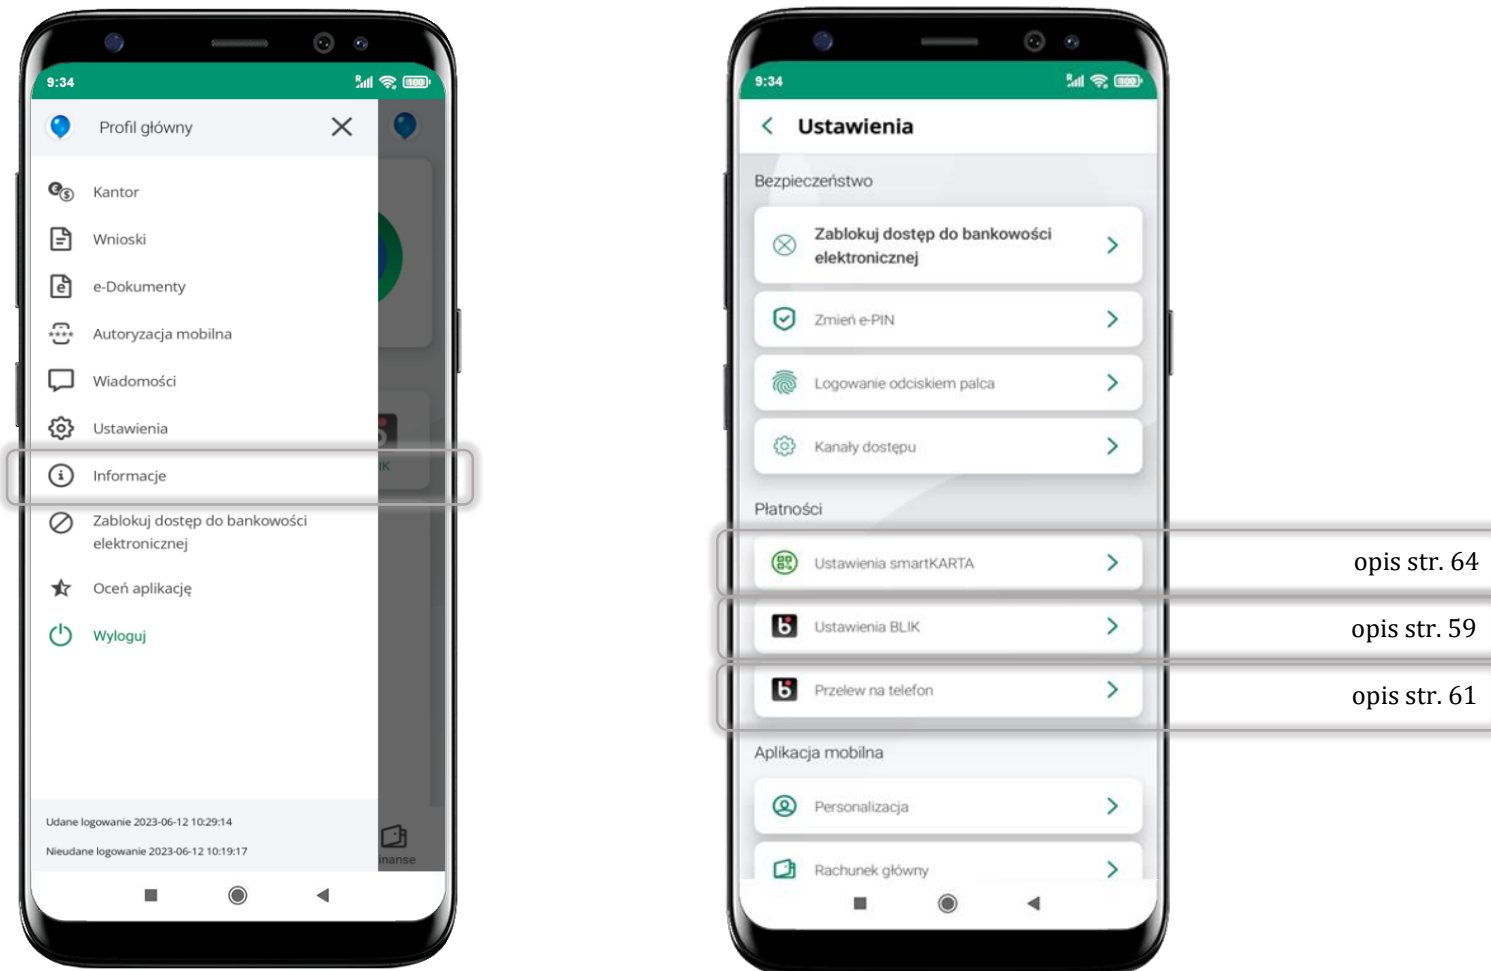 9:34
Profil główny
Kantor
Wnioski
e-Dokumenty
Autoryzacja mobilna
Wiadomości
Ustawienia
Informacje
Zablokuj dostęp do bankowości
elektronicznej
Oceń aplikację
Wyloguj
Udane logowanie 2023-06-12 10:29:14
Nieudane logowanie 2023-06-12 10:19:17
IK
inanse
9:34
Ustawienia
Bezpieczeństwo
Zablokuj dostęp do bankowości
elektronicznej
Zmień e-PIN
Logowanie odciskiem palca
Kanały dostępu
Płatności
Ustawienia smartKARTA
opis str. 64
Ustawienia BLIK
opis str. 59
Przelew na telefon
opis str. 61
Aplikacja mobilna
Personalizacja
Rachunek główny